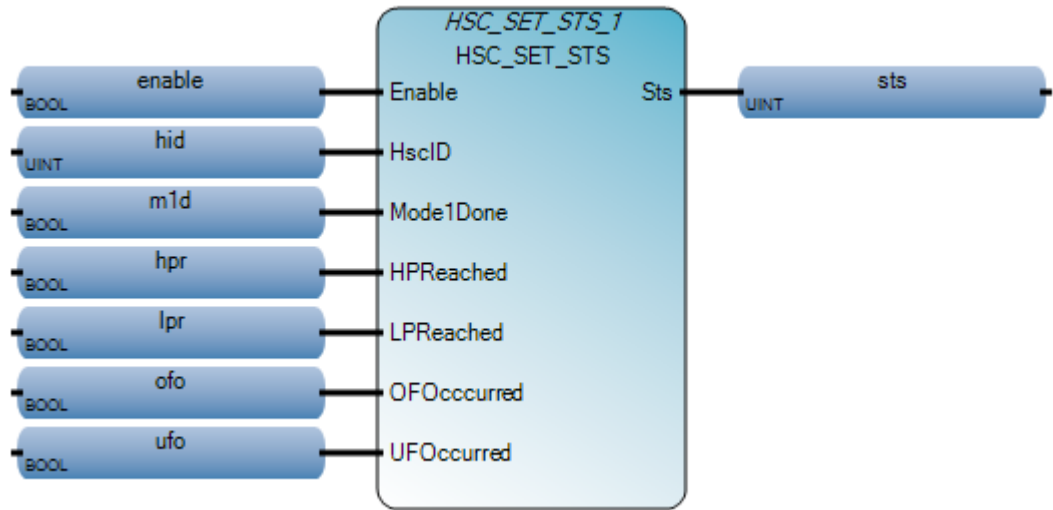 HSC_SET_STS_1
HSC_SET_STS
enable
BOOL
Enable
Sts
sts
UINT
hid
UINT
HscID
m1d
BOOL
Mode1Done
hpr
BOOL
HPReached
lpr
BOOL
LPReached
ofo
BOOL
OFOcccurred
ufo
BOOL
UFOccurred